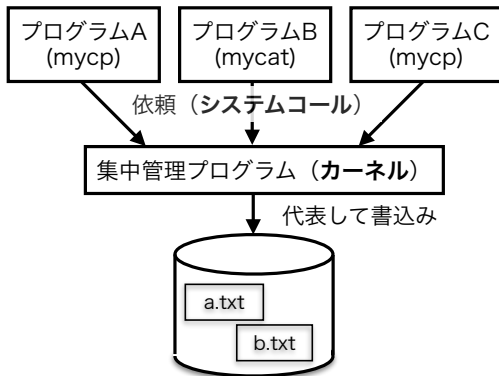 プログラムA
(mycp)
プログラムB
(mycat)
プログラムC
(mycp)
依頼（システムコール）
集中管理プログラム（カーネル）
代表して書込み
a.txt
b.txt